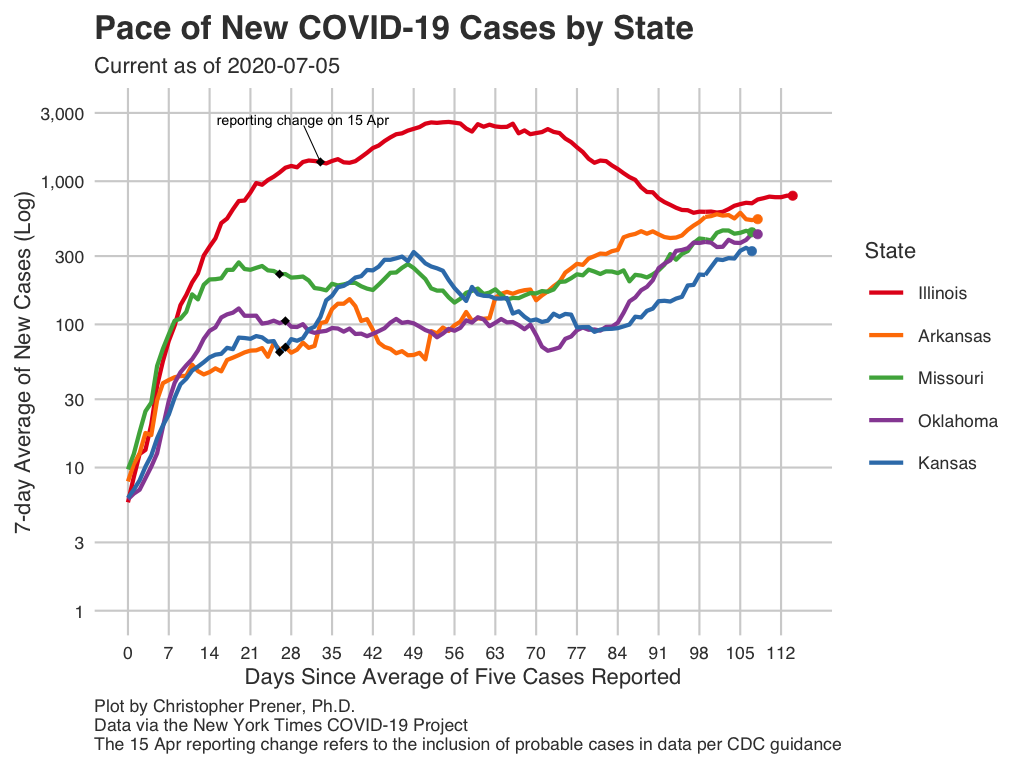 Pace of New COVID-19 Cases by State
Current as of 2020-07-05
7-day Average of New Cases (Log)
3,000
1,000
300
100
30
10
3
1
reporting change on 15 Apr
0 7 14 21 28 35 42 49 56 63 70 77 84 91 98 105 112
Days Since Average of Five Cases Reported
State
Illinois
Arkansas
Missouri
Oklahoma
Kansas
Plot by Christopher Prener, Ph.D.
Data via the New York Times COVID-19 Project
The 15 Apr reporting change refers to the inclusion of probable cases in data per CDC guidance